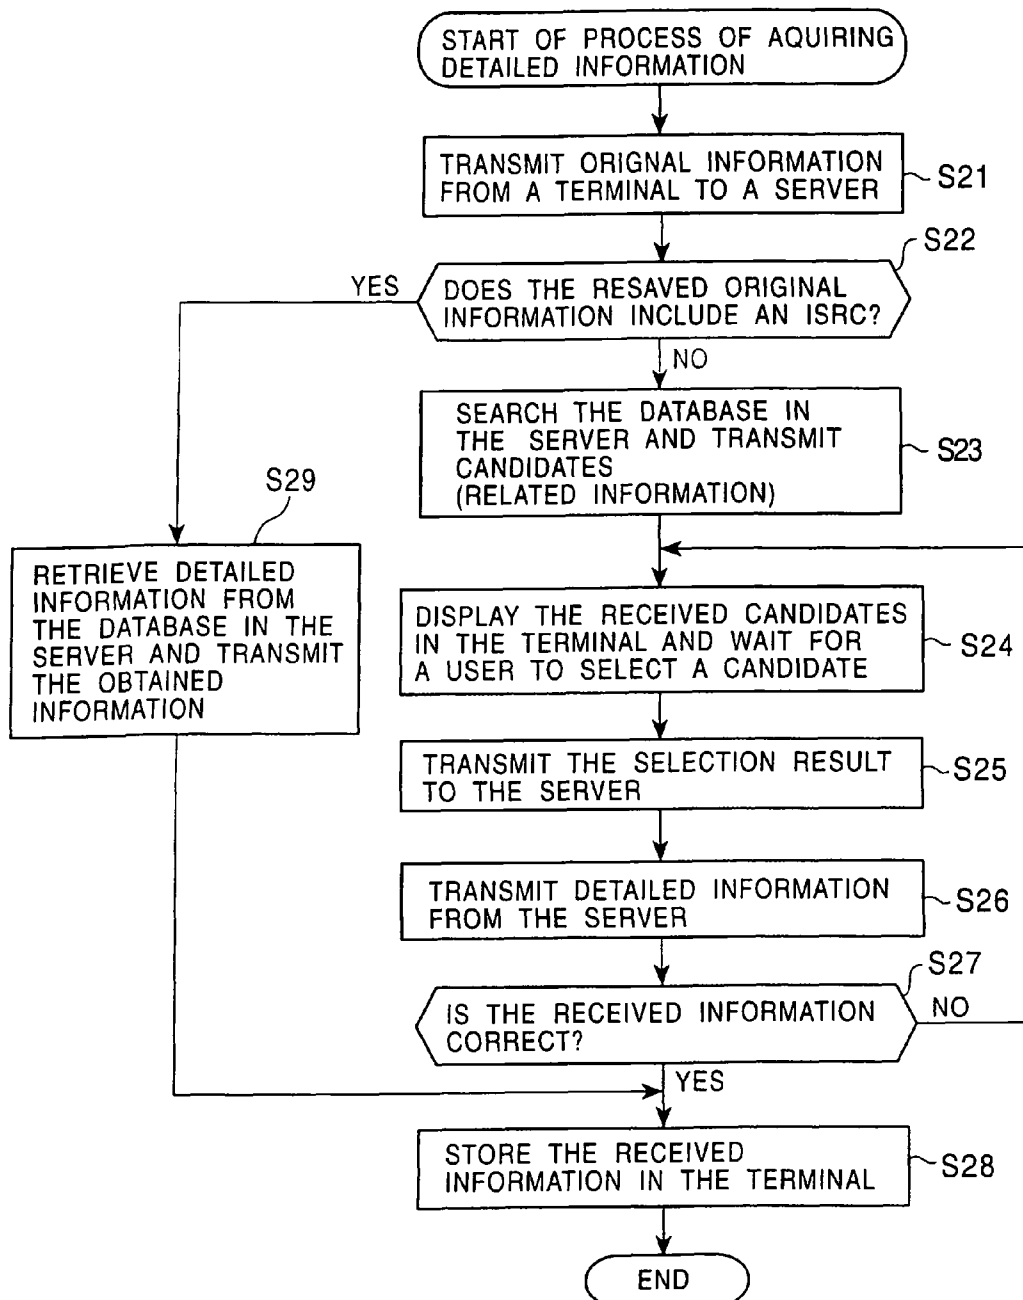 START OF PROCESS OF AQUIRING
DETAILED INFORMATION
TRANSMIT ORIGNAL INFORMATION
FROM A TERMINAL TO A SERVER
S21
S22
YES
DOES THE RESAVED ORIGINAL
INFORMATION INCLUDE AN ISRC?
NO
SEARCH THE DATABASE IN
THE SERVER AND TRANSMIT
CANDIDATES
(RELATED INFORMATION)
S23
S29
RETRIEVE DETAILED
INFORMATION FROM
THE DATABASE IN THE
SERVER AND TRANSMIT
THE OBTAINED
INFORMATION
DISPLAY THE RECEIVED CANDIDATES
IN THE TERMINAL AND WAIT FOR
A USER TO SELECT A CANDIDATE
S24
TRANSMIT THE SELECTION RESULT
TO THE SERVER
S25
TRANSMIT DETAILED INFORMATION
FROM THE SERVER
S26
S27
IS THE RECEIVED INFORMATION
CORRECT?
NO
YES
STORE THE RECEIVED
INFORMATION IN THE TERMINAL
S28
END